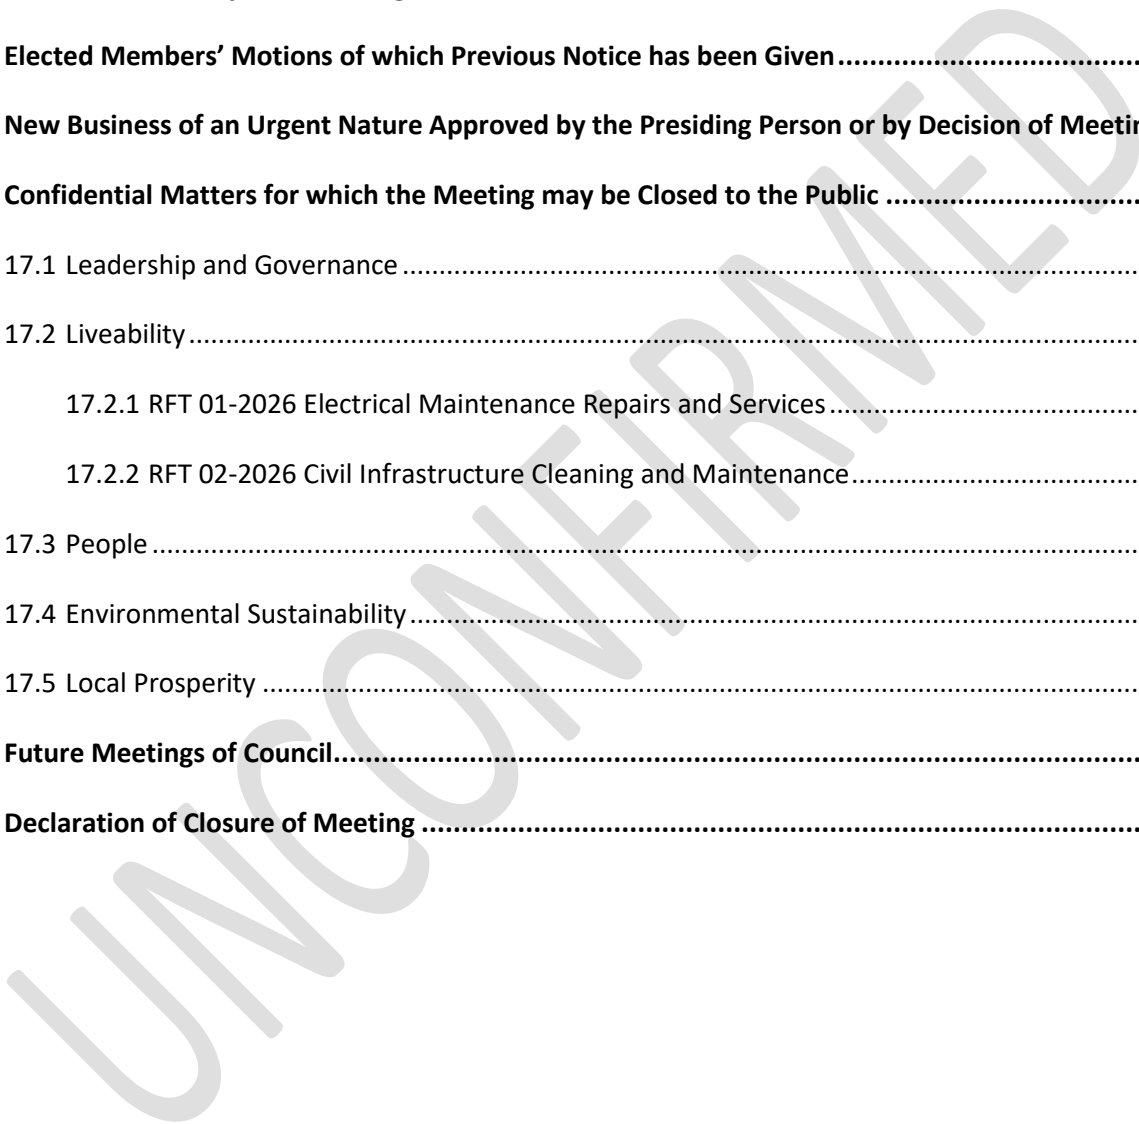 Elected Members’ Motions of which Previous Notice has been Given
New Business of an Urgent Nature Approved by the Presiding Person or by Decision of
Confidential Matters for which the Meeting may be Closed to the Public
17.1 Leadership and Governance
17.2 Liveability
17.2.1 RFT 01-2026 Electrical Maintenance Repairs and Services
17.2.2 RFT 02-2026 Civil Infrastructure Cleaning and Maintenance
17.3 People
17.4 Environmental Sustainability
17.5 Local Prosperity
Future Meetings of Council
Declaration of Closure of Meeting
UNCONFIRMED